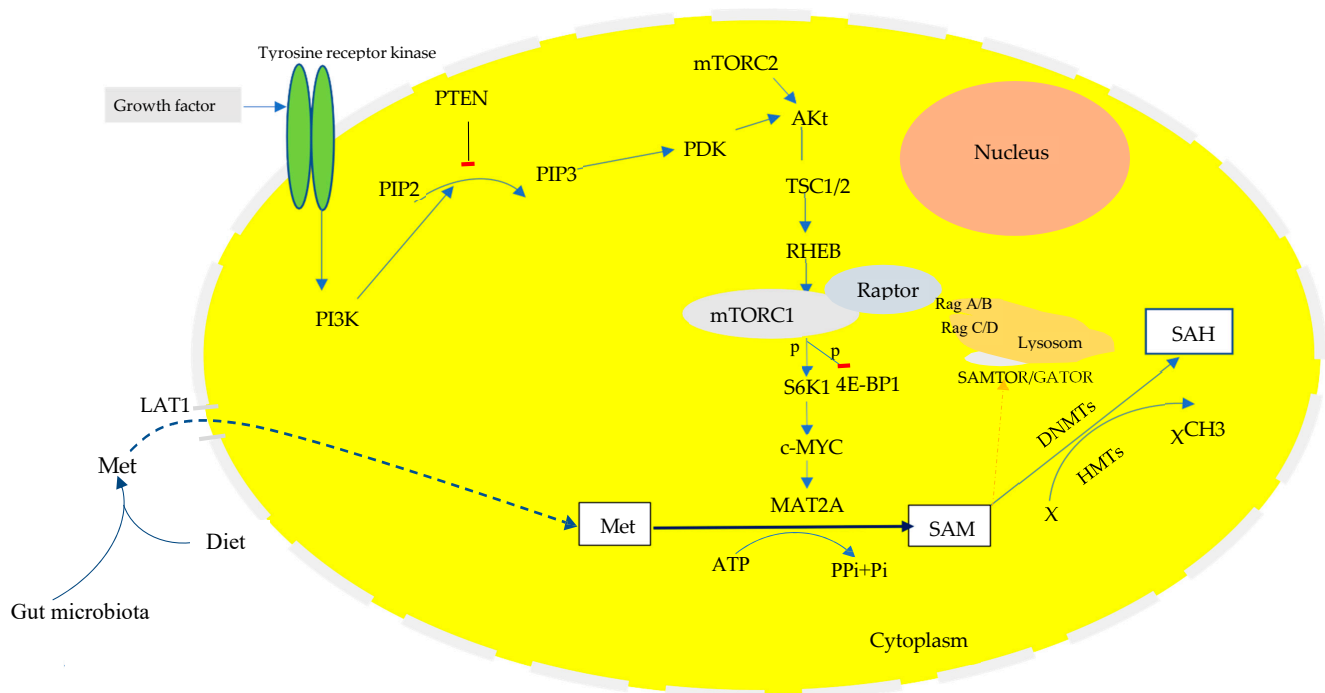 Tyrosine receptor kinase
Growth factor
mTORC2
PTEN
AKt
PDK
Nucleus
PIP3
PIP2
TSC1/2
RHEB
Raptor
PI3K
mTORC1
Rag A/B
Rag C/D
Lysosom
SAH
p
p
SAMTOR/GATOR
S6K1
4E-BP1
LAT1
DNMTs
XCH3
c-MYC
HMTs
Met
MAT2A
Met
SAM
X
Diet
ATP
PPi+Pi
Gut microbiota
Cytoplasm